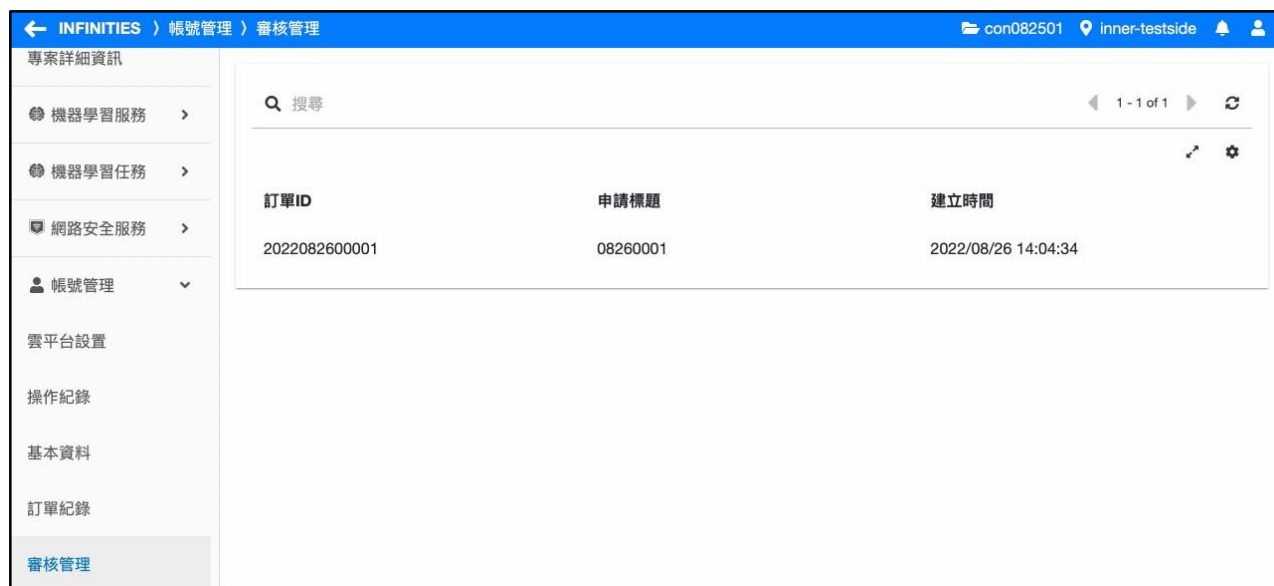 INFINITIES 〉帳號管理 〉審核管理
con082501 inner-testside
專案詳細資訊
機器學習服務
機器學習任務
網路安全服務
帳號管理
雲平台設置
操作紀錄
基本資料
訂單紀錄
審核管理
搜尋
1 - 1 of 1
訂單ID 申請標題 建立時間
2022082600001 08260001 2022/08/26 14:04:34